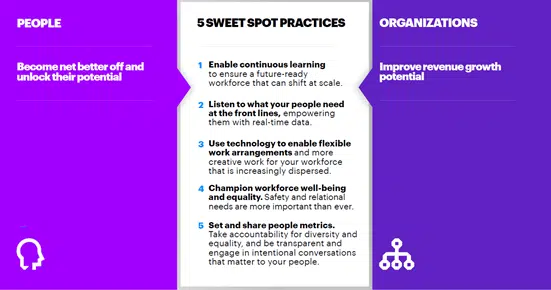 PEOPLE
Become net better off and
unlock their potential
5 SWEET SPOT PRACTICES
1 Enable continuous learning
to ensure a future-ready
workforce that can shift at scale.
2 Listen to what your people need
at the front lines, empowering
them with real-time data.
3 Use technology to enable flexible
work arrangements and more
creative work for your workforce
that is increasingly dispersed.
4 Champion workforce well-being
and equality. Safety and relational
needs are more important than ever.
5 Set and share people metrics.
Take accountability for diversity and
equality, and be transparent and
engage in intentional conversations
that matter to your people.
ORGANIZATIONS
Improve revenue growth
potential